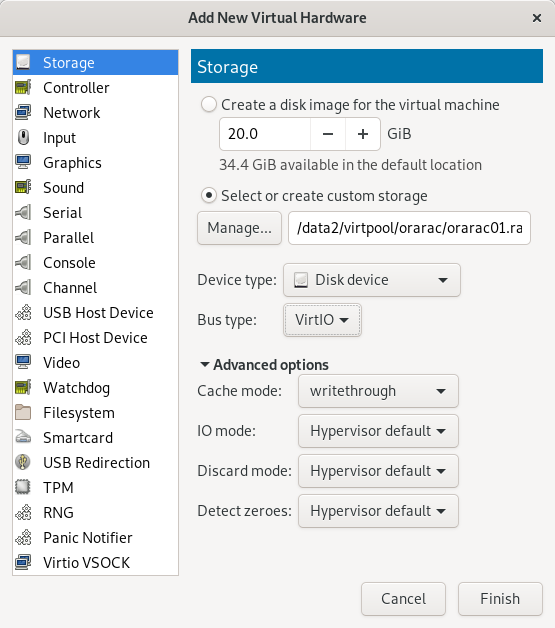 Add New Virtual Hardware
Storage
Controller
Network
Input
Graphics
Sound
Serial
Parallel
Console
Channel
USB Host Device
PCI Host Device
Video
Watchdog
Filesystem
Smartcard
USB Redirection
TPM
RNG
Panic Notifier
Virtio VSOCK
Storage
Create a disk image for the virtual machine
20.0 − + GiB
34.4 GiB available in the default location
Select or create custom storage
Manage... /data2/virtpool/orarac/orarac01.ra
Device type: Disk device
Bus type: VirtIO
Advanced options
Cache mode: writethrough
IO mode: Hypervisor default
Discard mode: Hypervisor default
Detect zeroes: Hypervisor default
Cancel Finish